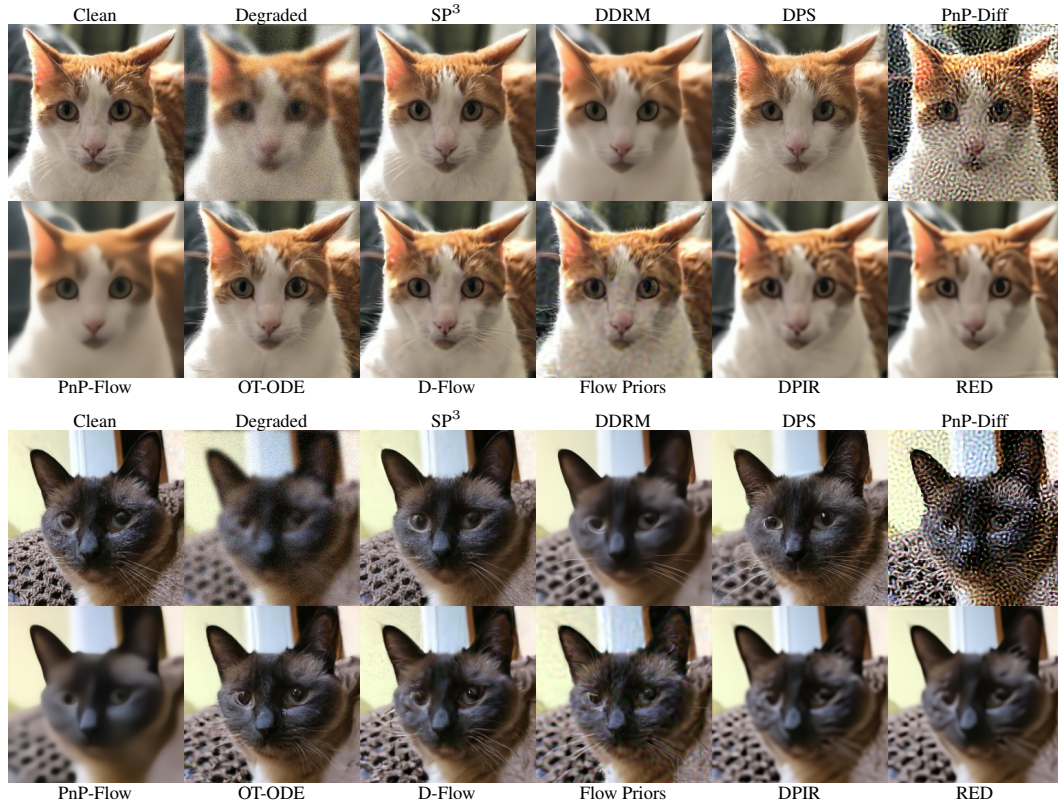 Clean Degraded SP³ DDRM DPS PnP-Diff
PnP-Flow OT-ODE D-Flow Flow Priors DPIR RED
Clean Degraded SP³ DDRM DPS PnP-Diff
PnP-Flow OT-ODE D-Flow Flow Priors DPIR RED